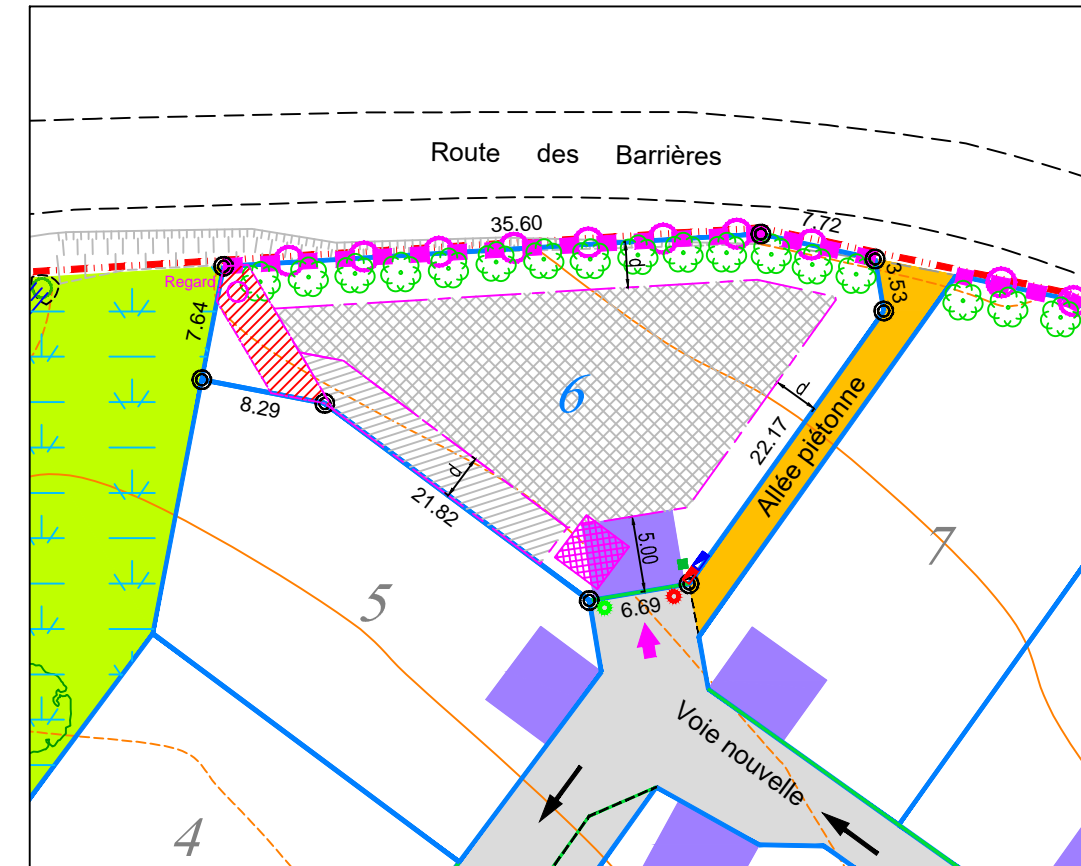 Route des Barrières
35.60
7.72
d
3.53
Regard
7.64
6
d
8.29
22.17
Allée piétonne
d
21.82
5.00
7
5
6.69
Voie nouvelle
4